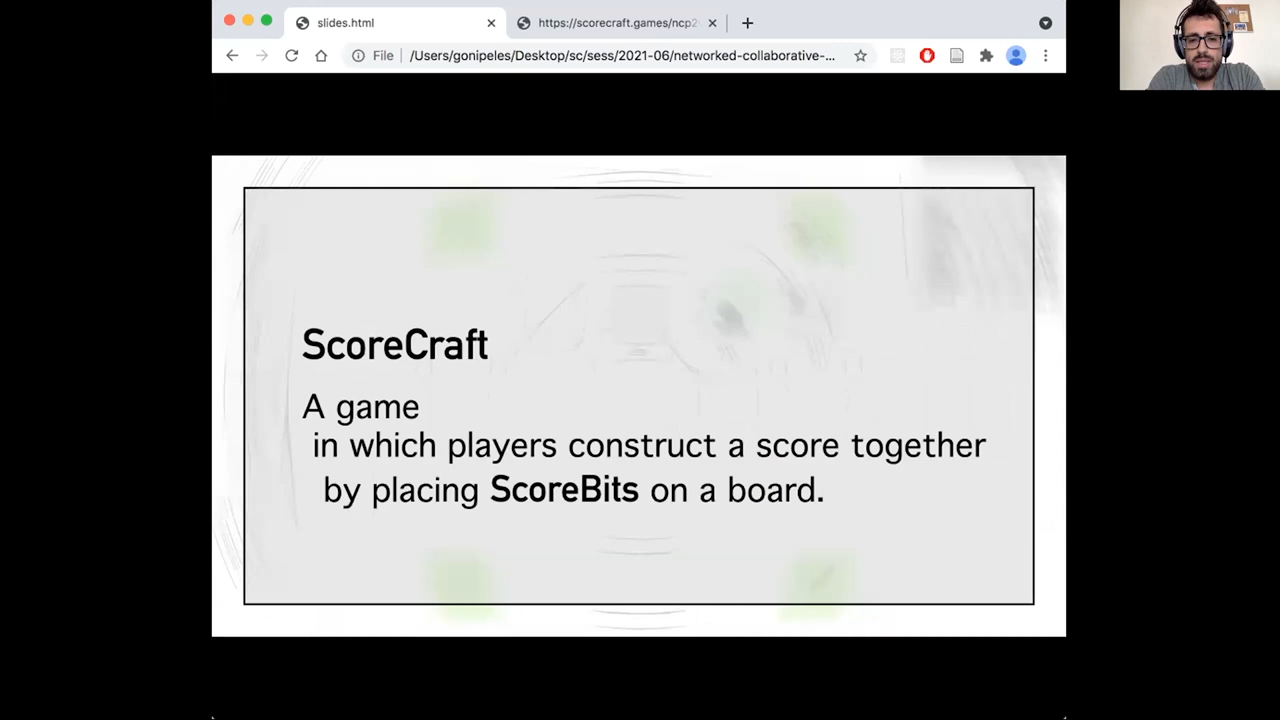 slides.html
https://scorecraft.games/ncp2
File
/Users/gonipeles/Desktop/sc/sess/2021-06/networked-collaborative-...
ScoreCraft
A game
in which players construct a score together
by placing ScoreBits on a board.